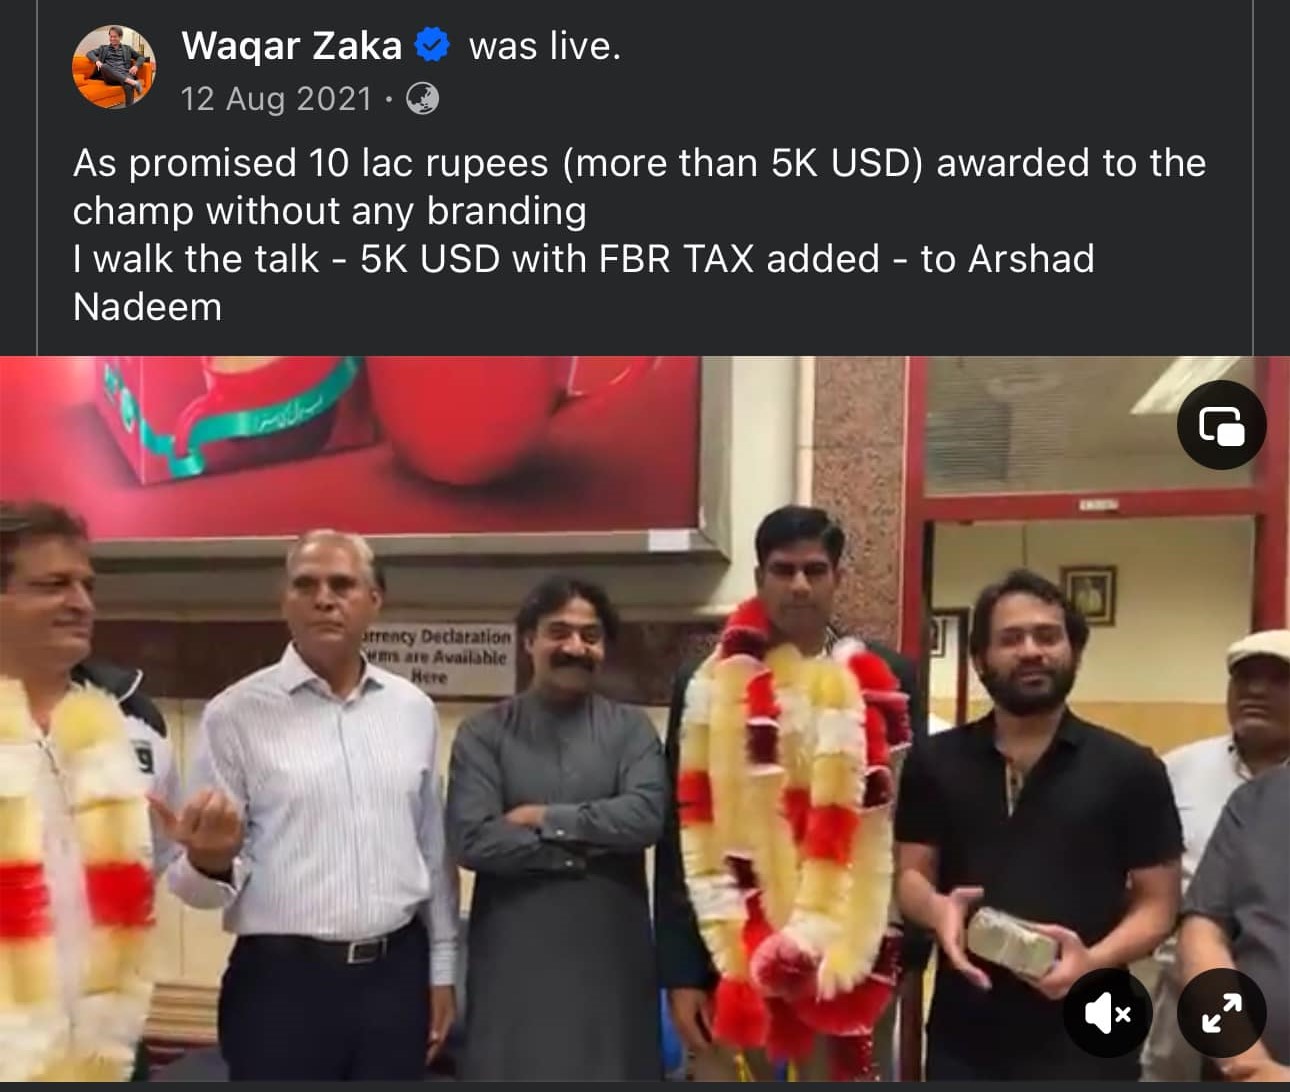 Waqar Zaka was live.
12 Aug 2021 ·
As promised 10 lac rupees (more than 5K USD) awarded to the
champ without any branding
I walk the talk - 5K USD with FBR TAX added - to Arshad
Nadeem
Declaration
are Available
Here